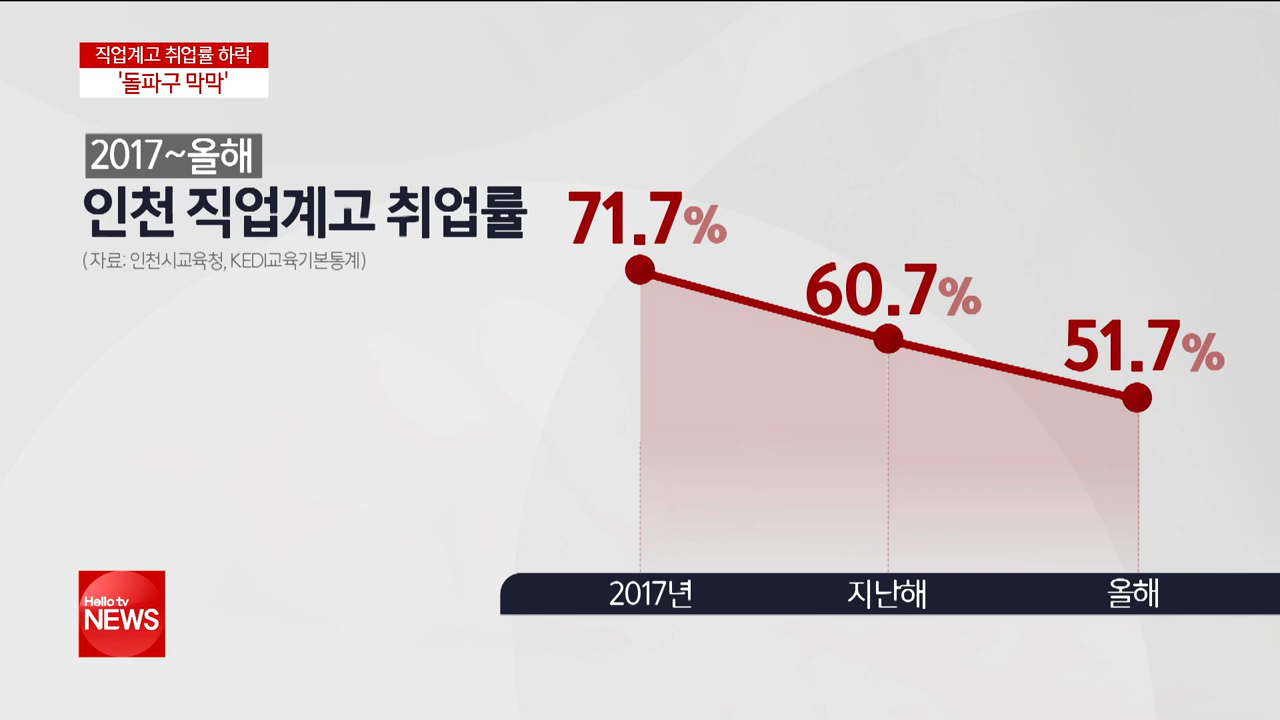 직업계고 취업률 하락
'돌파구 막막'
2017~올해
인천 직업계고 취업률
(자료: 인천시교육청, KEDI교육기본통계)
71.7%
60.7%
51.7%
2017년
지난해
올해
Hello tv
NEWS